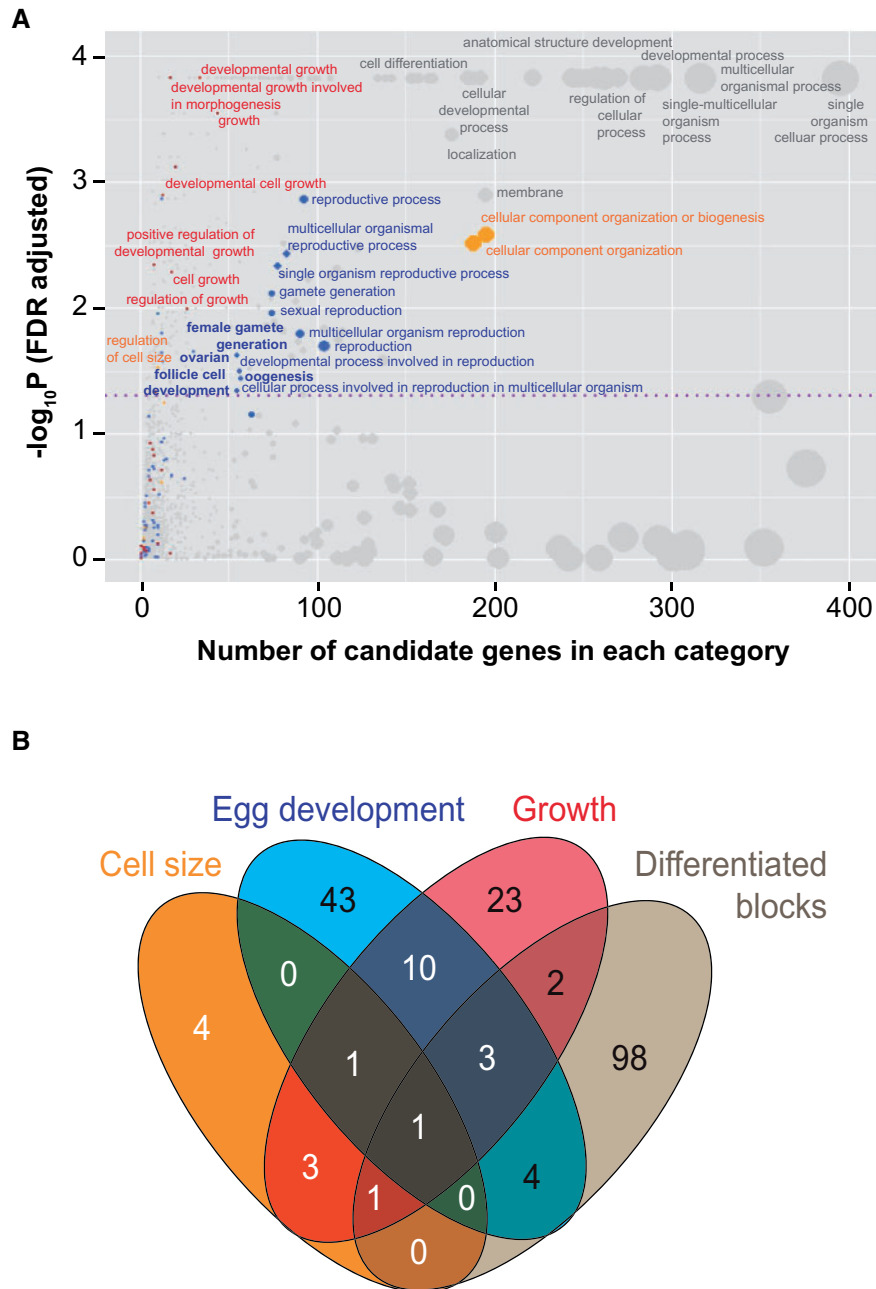 A
anatomical structure development
developmental process
cell differentiation
multicellular
organismal process
developmental growth
developmental growth involved
in morphogenesis
growth
cellular
developmental
process
regulation of
cellular
process
single-multicellular
organism
process
single
organism
celluar process
localization
developmental cell growth
reproductive process
membrane
cellular component organization or biogenesis
cellular component organization
positive regulation of
developmental growth
multicellular organismal
reproductive process
cell growth
single organism reproductive process
gamete generation
regulation of growth
sexual reproduction
female gamete
generation
multicellular organism reproduction
reproduction
regulation
of cell size
ovarian
follicle cell
development
developmental process involved in reproduction
oogenesis
cellular process involved in reproduction in multicellular organism
4
3
2
1
0
-log10P (FDR adjusted)
0 100 200 300 400
Number of candidate genes in each category
B
Egg development
Growth
Cell size
Differentiated
blocks
43
23
0
10
2
4
1
3
98
1
3
1
0
4
0